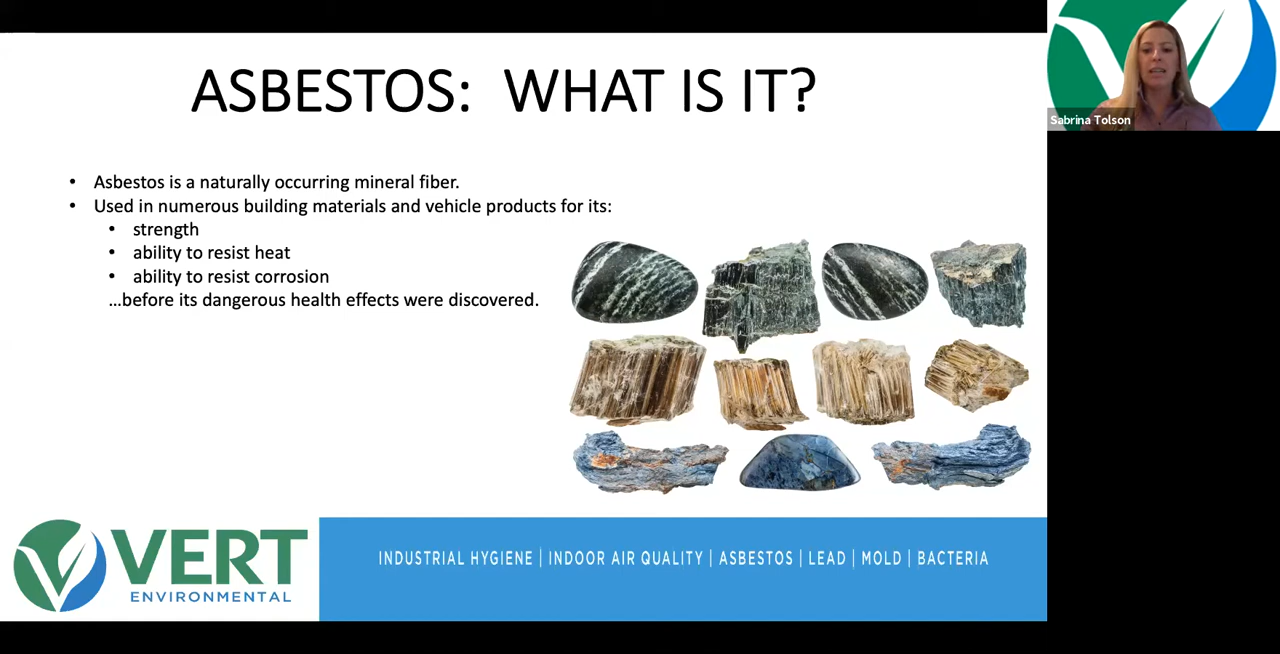 ASBESTOS: WHAT IS IT?
Sabrina Tolson
• Asbestos is a naturally occurring mineral fiber.
• Used in numerous building materials and vehicle products for its:
• strength
• ability to resist heat
• ability to resist corrosion
…before its dangerous health effects were discovered.
VERT
ENVIRONMENTAL
INDUSTRIAL HYGIENE | INDOOR AIR QUALITY | ASBESTOS | LEAD | MOLD | BACTERIA